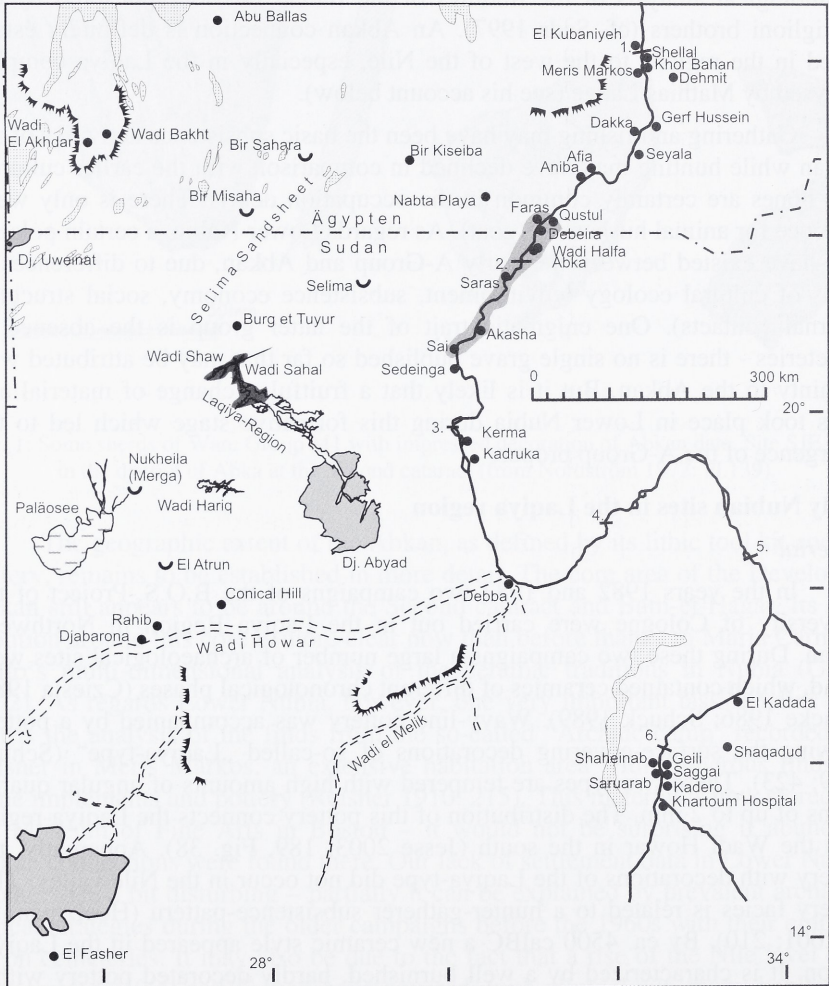 Abu Ballas
El Kubaniyeh
1.
Shellal
Khor Bahan
Meris Markos
Dehmit
Wadi
El Akhdar
Wadi Bakht
Dakka
Gerf Hussein
Bir Sahara
Bir Kiseiba
Afia
Seyala
Aniba
Bir Misaha
Nabta Playa
Faras
Qustul
Ägypten
Debeira
Sudan
Wadi Halfa
Dj. Uweinat
2.
Abka
Selima Sandsheet
Selima
Saras
Burg et Tuyur
Akasha
Sai
Wadi Shaw
Wadi Sahal
Sedeinga
0
300 km
Laqiya-Region
20°
3.
Kerma
Kadruka
Nukheila
(Merga)
Paläosee
Wadi Hariq
4.
5.
Dj. Abyad
El Atrun
Debba
Conical Hill
Rahib
Djabarona
Wadi Howar
Wadi el Melik
El Kadada
6.
Shaqadud
Shaheinab
Geili
Saggai
Saruarab
Kadero
Khartoum Hospital
14°
El Fasher
28°
34°